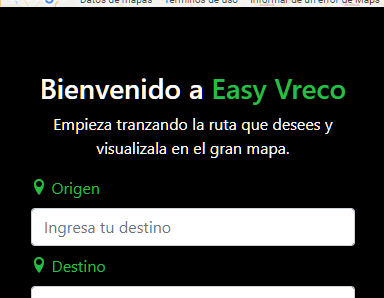 Datos de mapas Términos de uso Informar de un error de Maps
Bienvenido a Easy Vreco
Empieza tranzando la ruta que desees y
visualizala en el gran mapa.
Origen
Ingresa tu destino
Destino